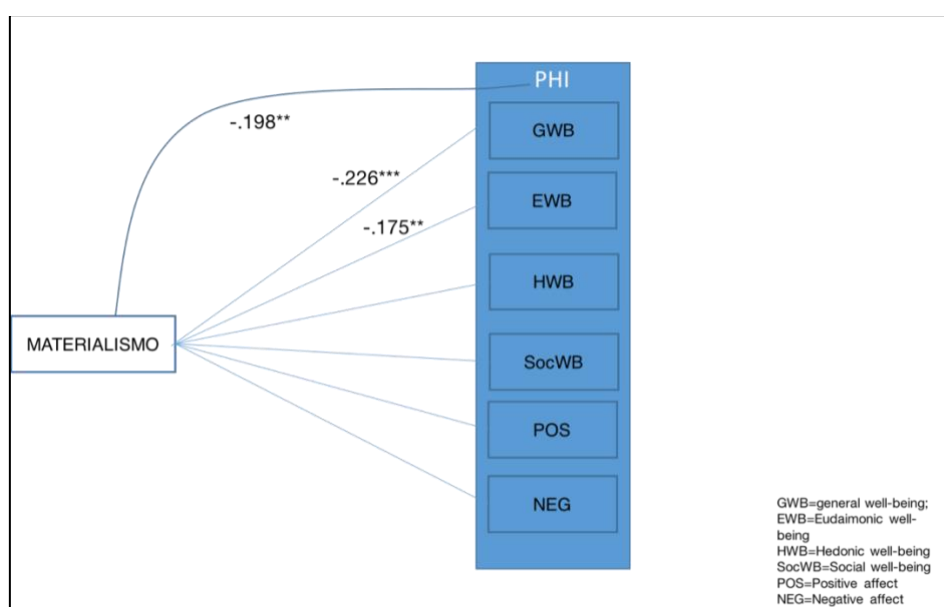 PHI
-.198**
GWB
-.226***
EWB
-.175**
HWB
MATERIALISMO
SocWB
POS
NEG
GWB=general well-being;
EWB=Eudaimonic well-
being
HWB=Hedonic well-being
SocWB=Social well-being
POS=Positive affect
NEG=Negative affect